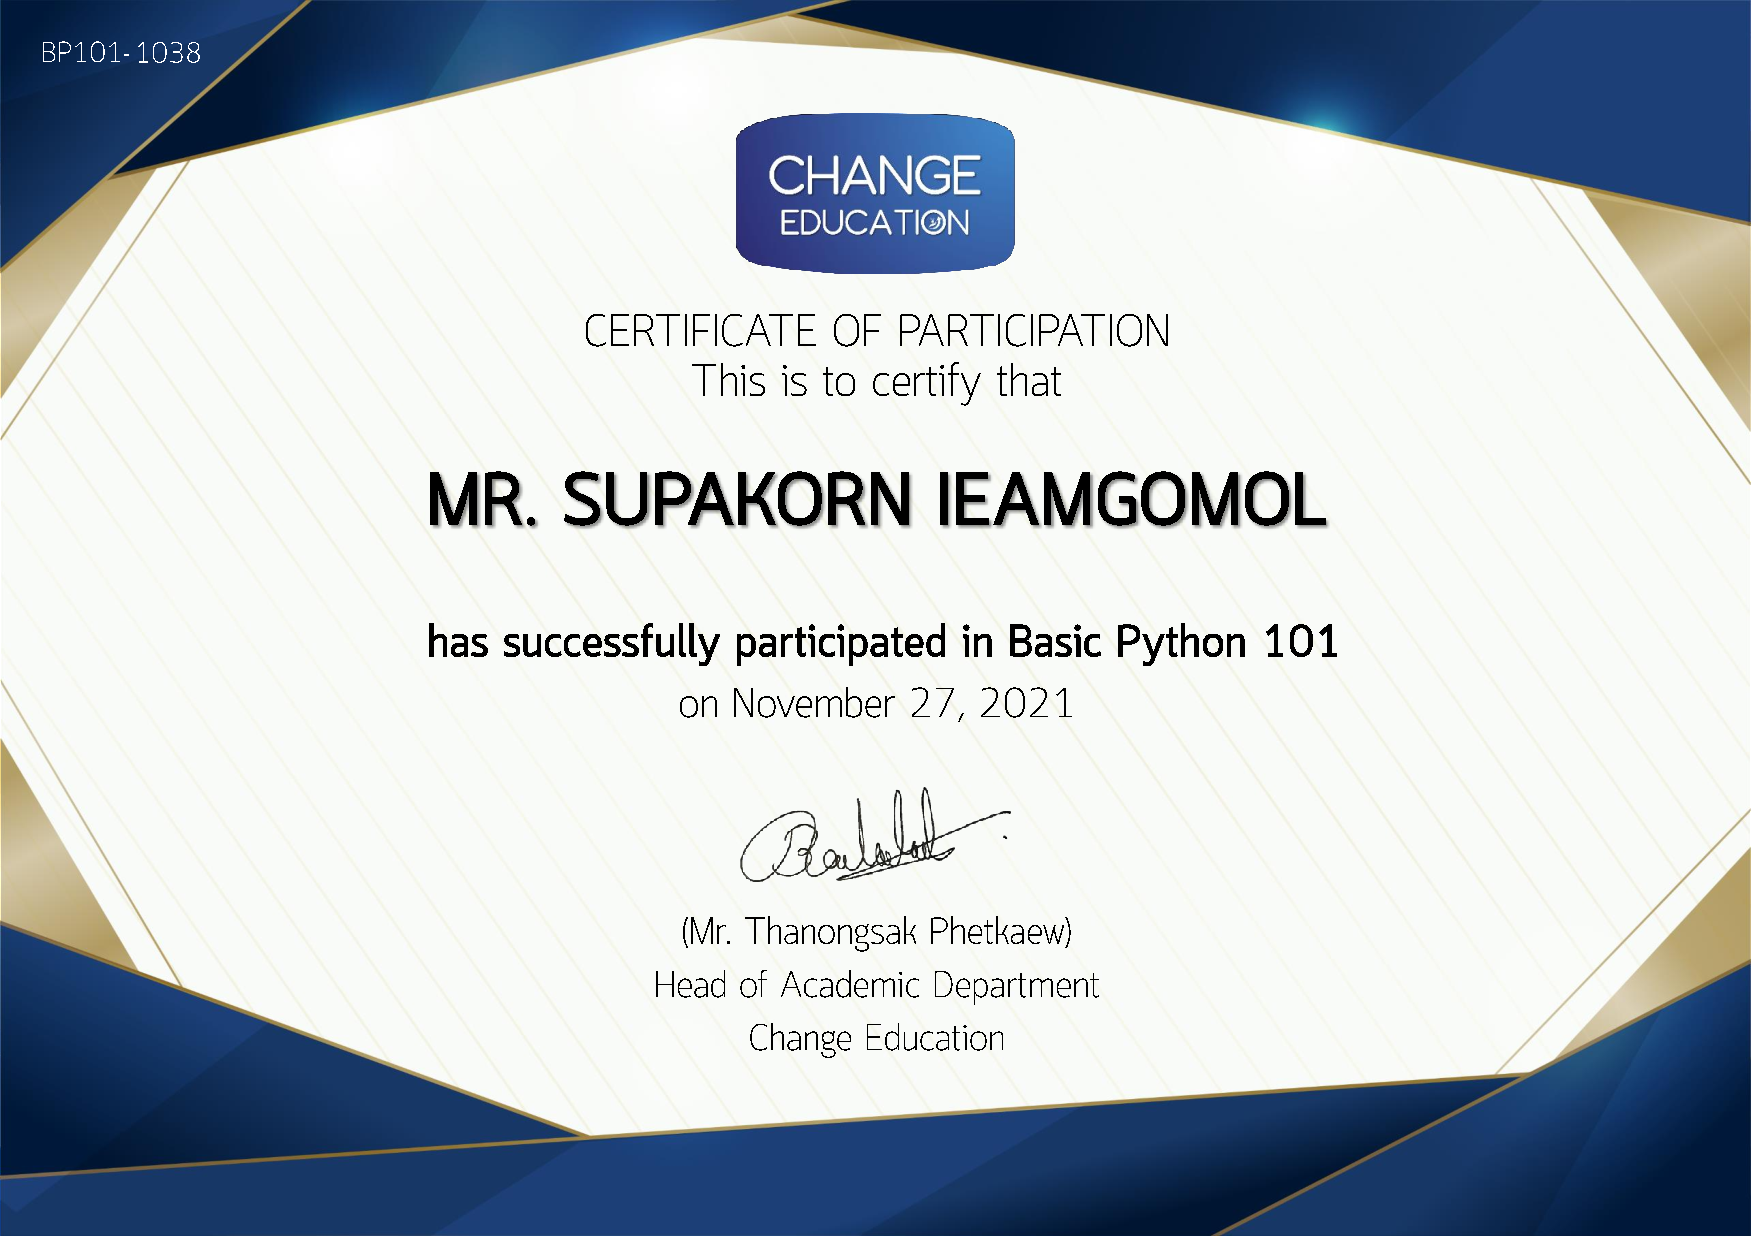 BP101-1038
CHANGE
EDUCATION
CERTIFICATE OF PARTICIPATION
This is to certify that
MR. SUPAKORN IEAMGOMOL
has successfully participated in Basic Python 101
on November 27, 2021
(Mr. Thanongsak Phetkaew)
Head of Academic Department
Change Education